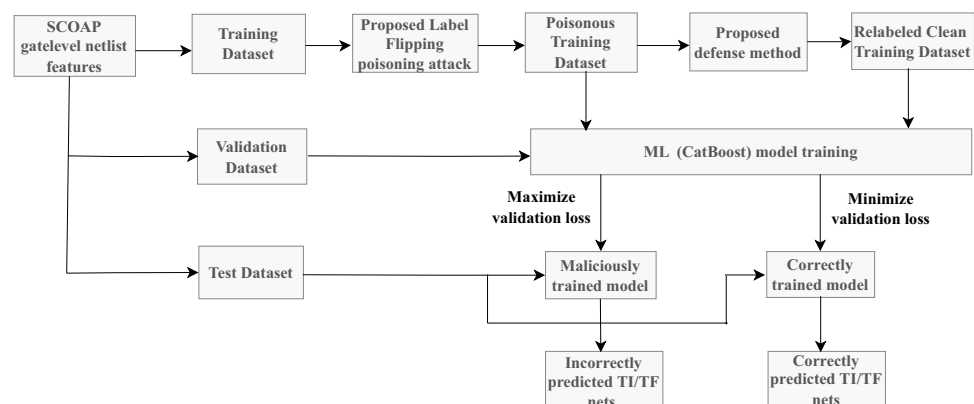 SCOAP
gatelevel netlist
features
Training
Dataset
Proposed Label
Flipping
poisoning attack
Poisonous
Training
Dataset
Proposed
defense method
Relabeled Clean
Training Dataset
Validation
Dataset
ML (CatBoost) model training
Maximize
validation loss
Minimize
validation loss
Test Dataset
Maliciously
trained model
Correctly
trained model
Incorrectly
predicted TI/TF
nets
Correctly
predicted TI/TF
nets